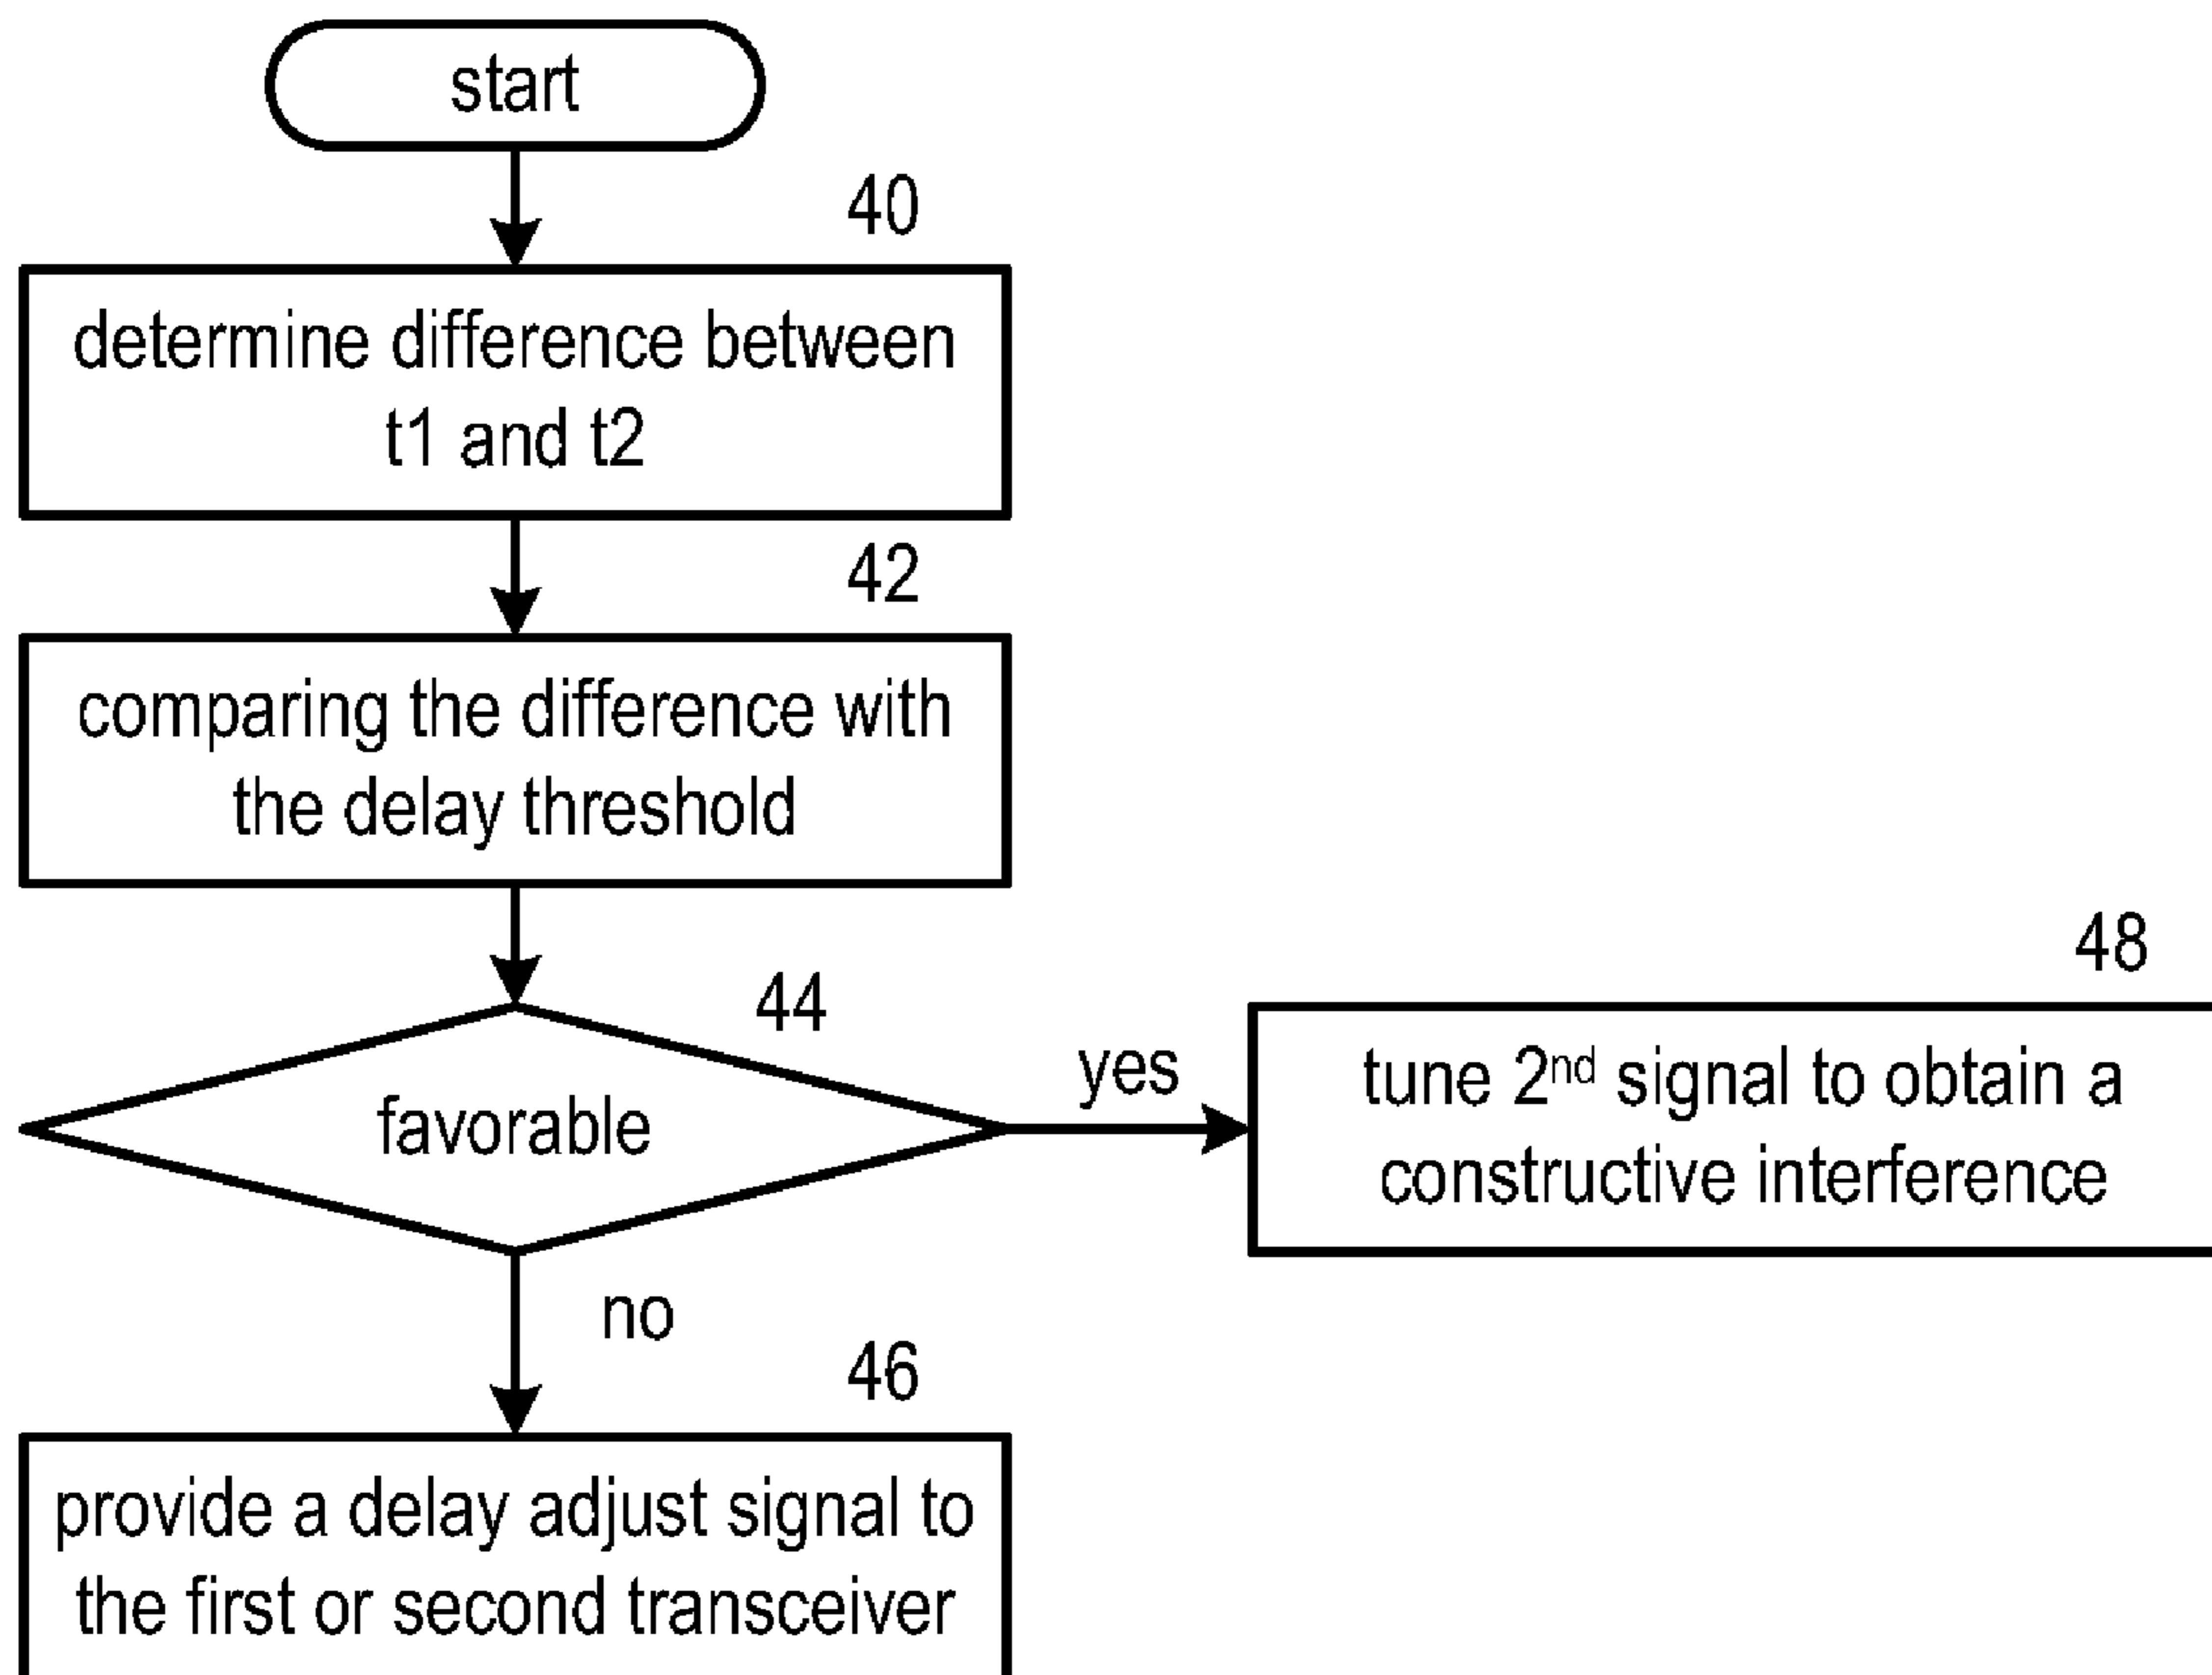 start
40
determine difference between
t1 and t2
42
comparing the difference with
the delay threshold
44
favorable
yes
48
tune 2nd signal to obtain a
constructive interference
no
46
provide a delay adjust signal to
the first or second transceiver